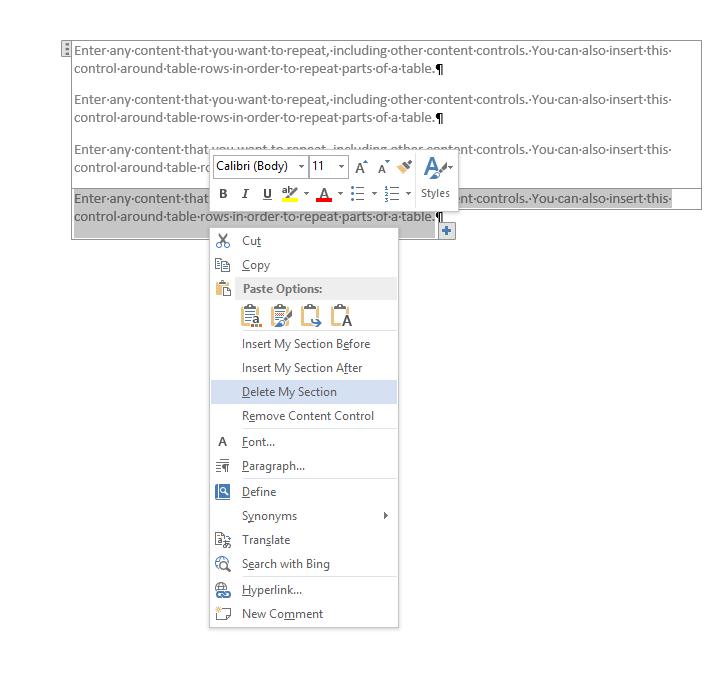 Enter·any·content·that·you·want·to·repeat,·including·other·content·controls.·You·can·also·insert·this·
control·around·table·rows·in·order·to·repeat·parts·of·a·table.¶
Enter·any·content·that·you·want·to·repeat,·including·other·content·controls.·You·can·also·insert·this·
control·around·table·rows·in·order·to·repeat·parts·of·a·table.¶
Enter·any·content·that·you·want·to·repeat,·including·other·content·controls.·You·can·also·insert·this·
control·around·table·ro
Calibri (Body) 11 A A A
B I U ab A Styles
Enter·any·content·that ent·controls.·You·can·also·insert·this·
control·around·table·rows·in·order·to·repeat·parts·of·a·table.¶
Cut
Copy
Paste Options:
a A
Insert My Section Before
Insert My Section After
Delete My Section
Remove Content Control
A Font...
Paragraph...
Define
Synonyms
Translate
Search with Bing
Hyperlink...
New Comment